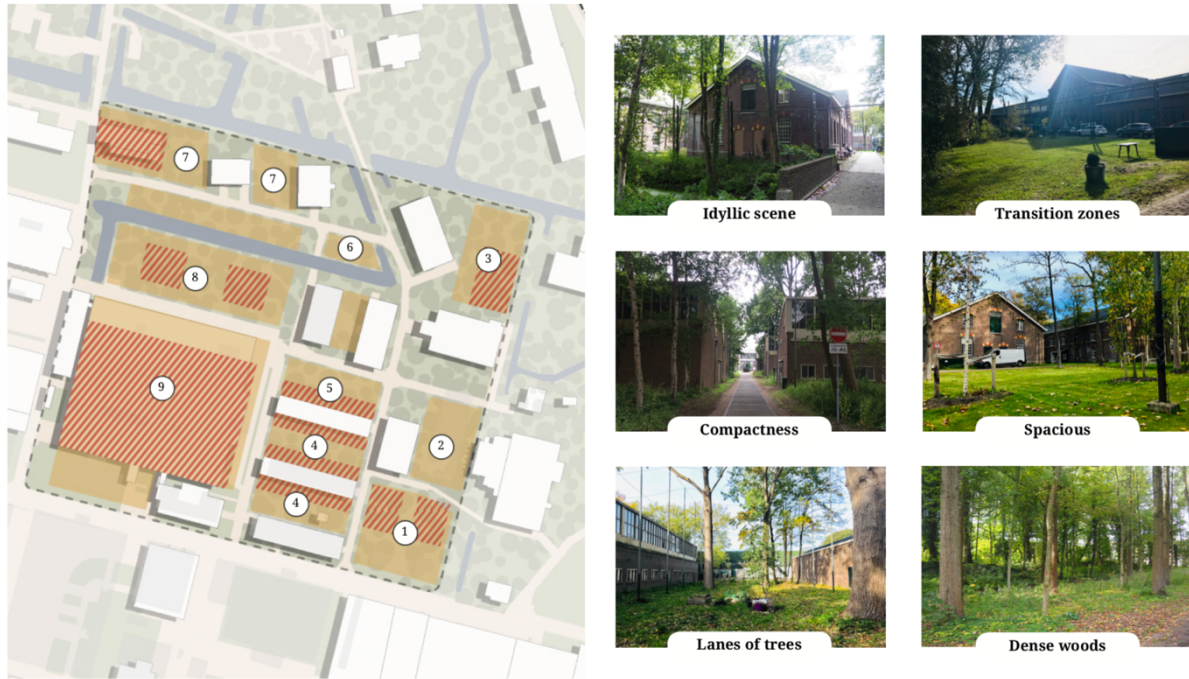 7
7
6
3
8
9
5
4
2
4
1
Idyllic scene
Transition zones
Compactness
Spacious
Lanes of trees
Dense woods